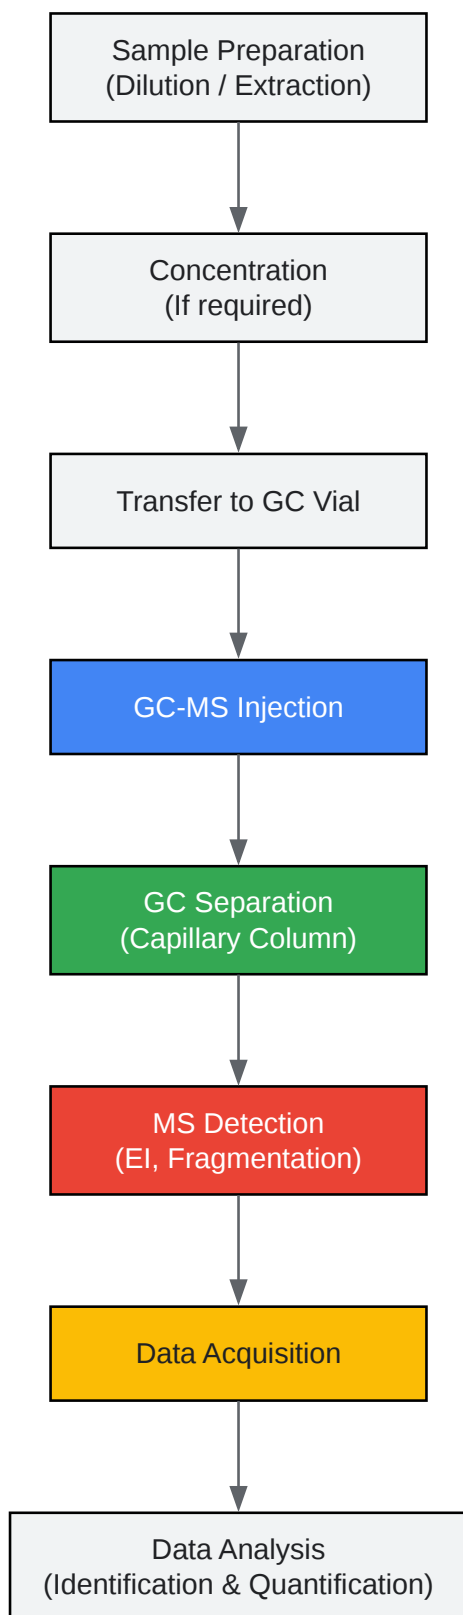 Sample Preparation
(Dilution / Extraction)
Concentration
(If required)
Transfer to GC Vial
GC-MS Injection
GC Separation
(Capillary Column)
MS Detection
(EI, Fragmentation)
Data Acquisition
Data Analysis
(Identification & Quantification)